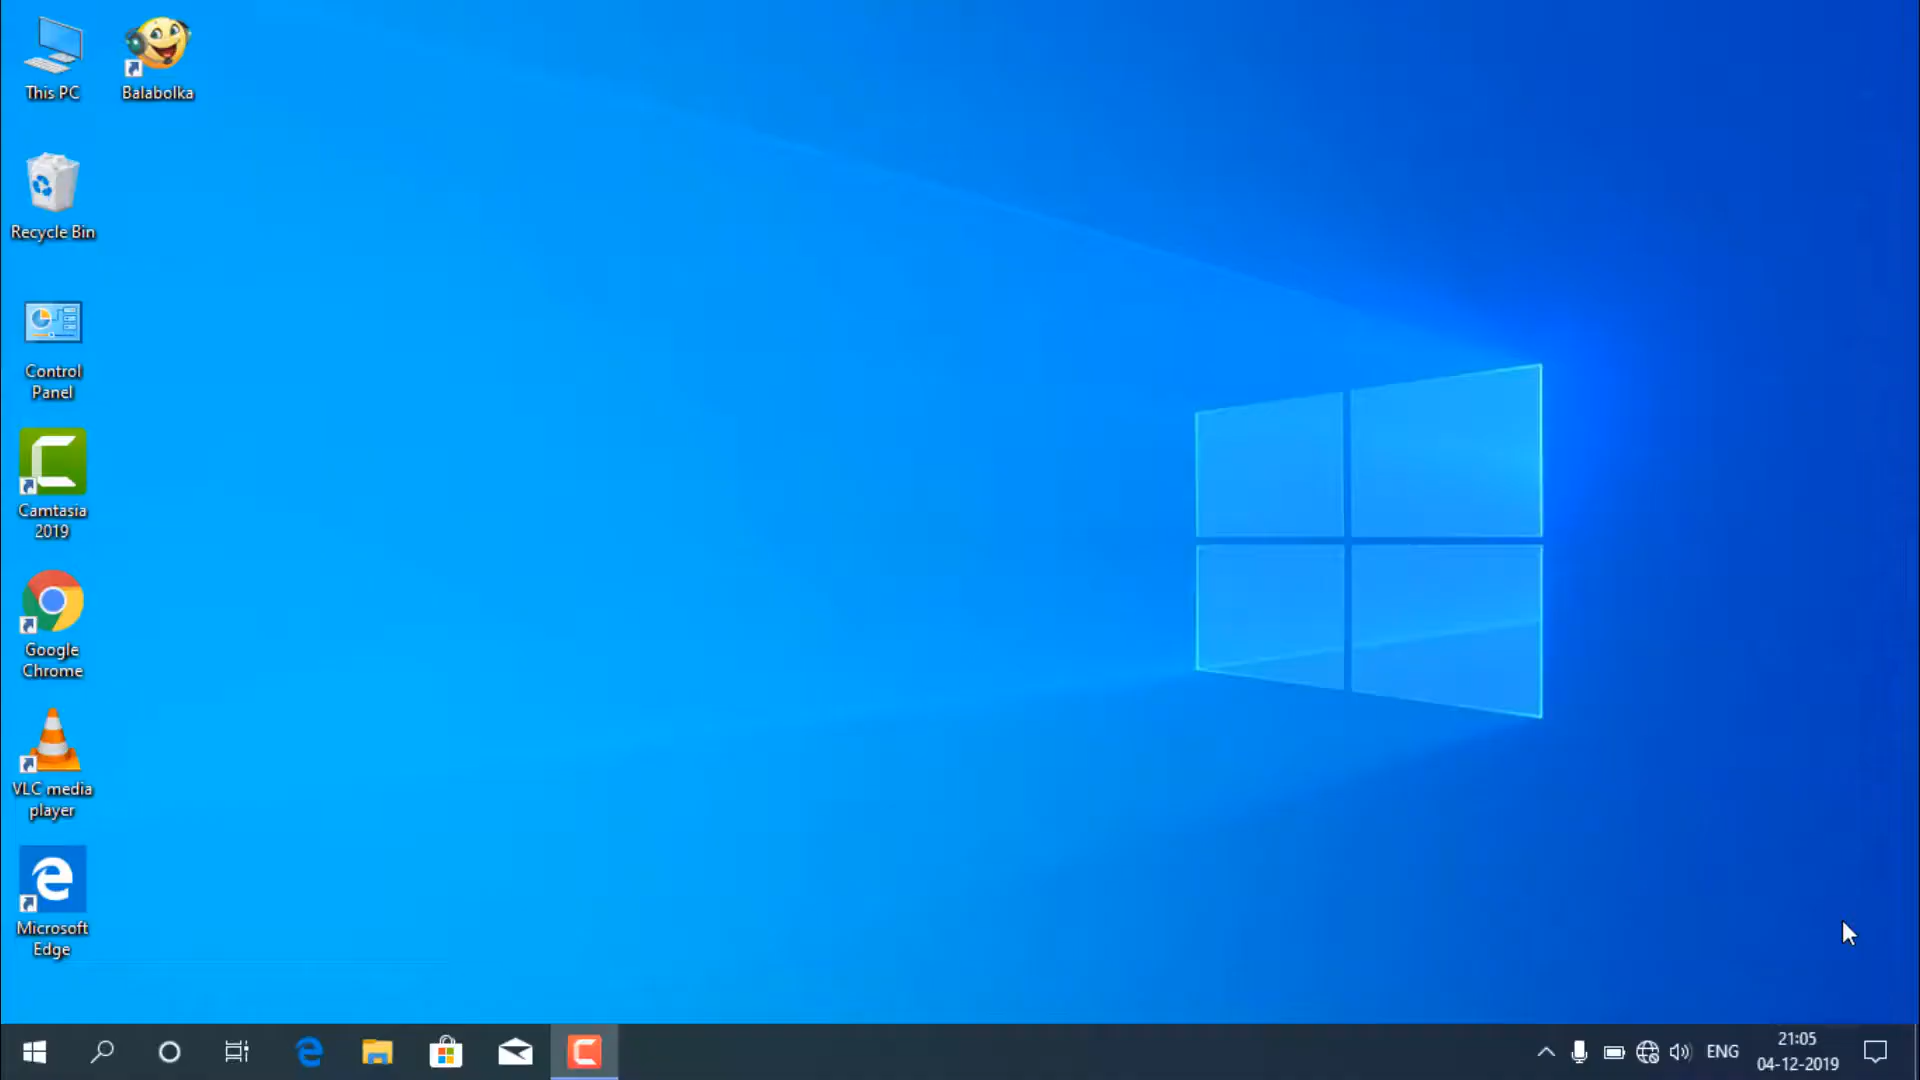 This PC
Balabolka
Recycle Bin
Control
Panel
Camtasia
2019
Google
Chrome
VLC media
player
Microsoft
Edge
ENG
21:05
04-12-2019